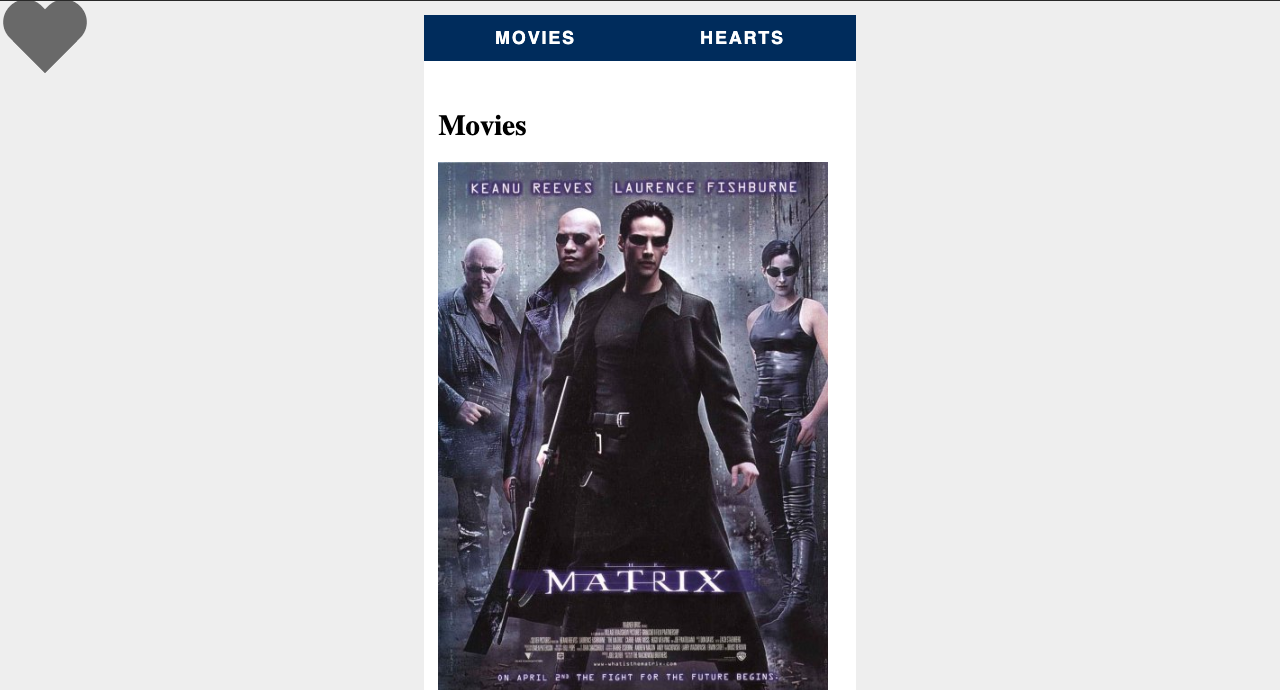 MOVIES HEARTS
Movies
KEANU REEVES LAURENCE FISHBURNE
THE
MATRIX
www.whatisthematrix.com
ON APRIL 2ND THE FIGHT FOR THE FUTURE BEGINS.